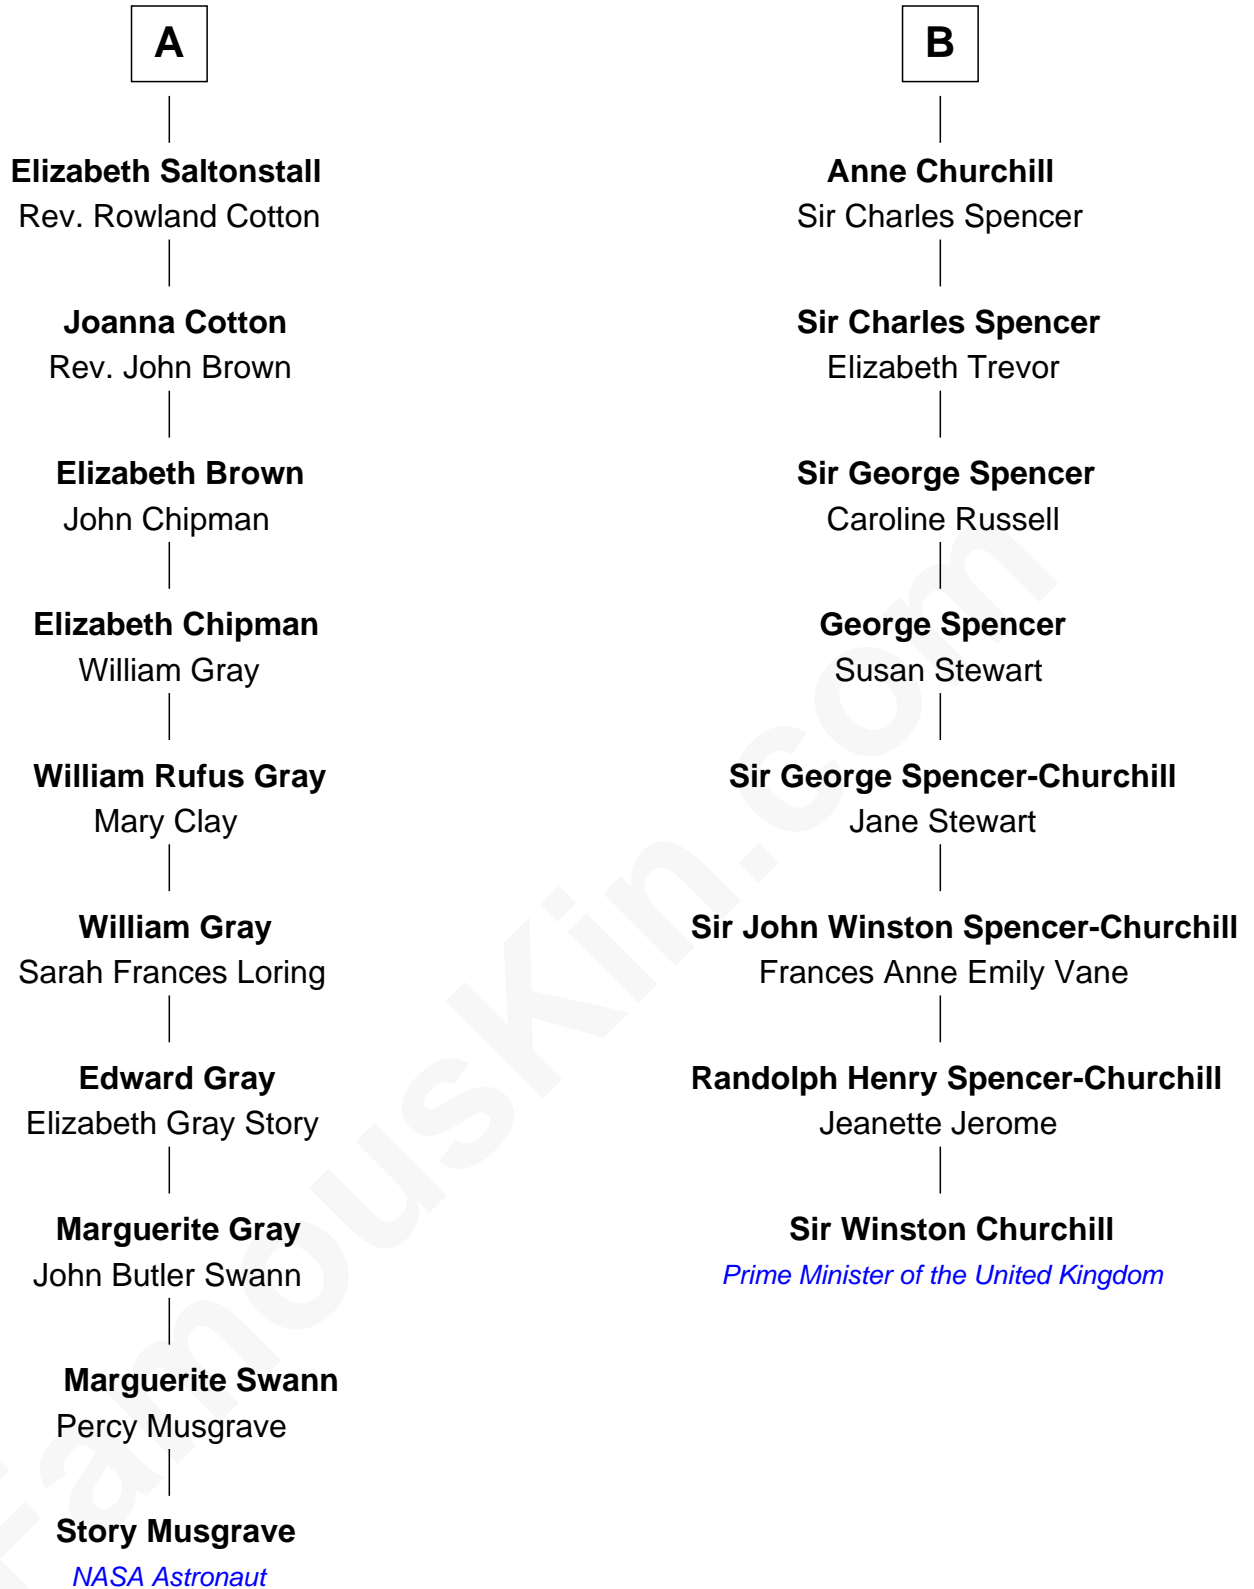 A
Elizabeth Saltonstall
Rev. Rowland Cotton
Joanna Cotton
Rev. John Brown
Elizabeth Brown
John Chipman
Elizabeth Chipman
William Gray
William Rufus Gray
Mary Clay
William Gray
Sarah Frances Loring
Edward Gray
Elizabeth Gray Story
Marguerite Gray
John Butler Swann
Marguerite Swann
Percy Musgrave
Story Musgrave
NASA Astronaut
B
Anne Churchill
Sir Charles Spencer
Sir Charles Spencer
Elizabeth Trevor
Sir George Spencer
Caroline Russell
George Spencer
Susan Stewart
Sir George Spencer-Churchill
Jane Stewart
Sir John Winston Spencer-Churchill
Frances Anne Emily Vane
Randolph Henry Spencer-Churchill
Jeanette Jerome
Sir Winston Churchill
Prime Minister of the United Kingdom
FamousKin.com